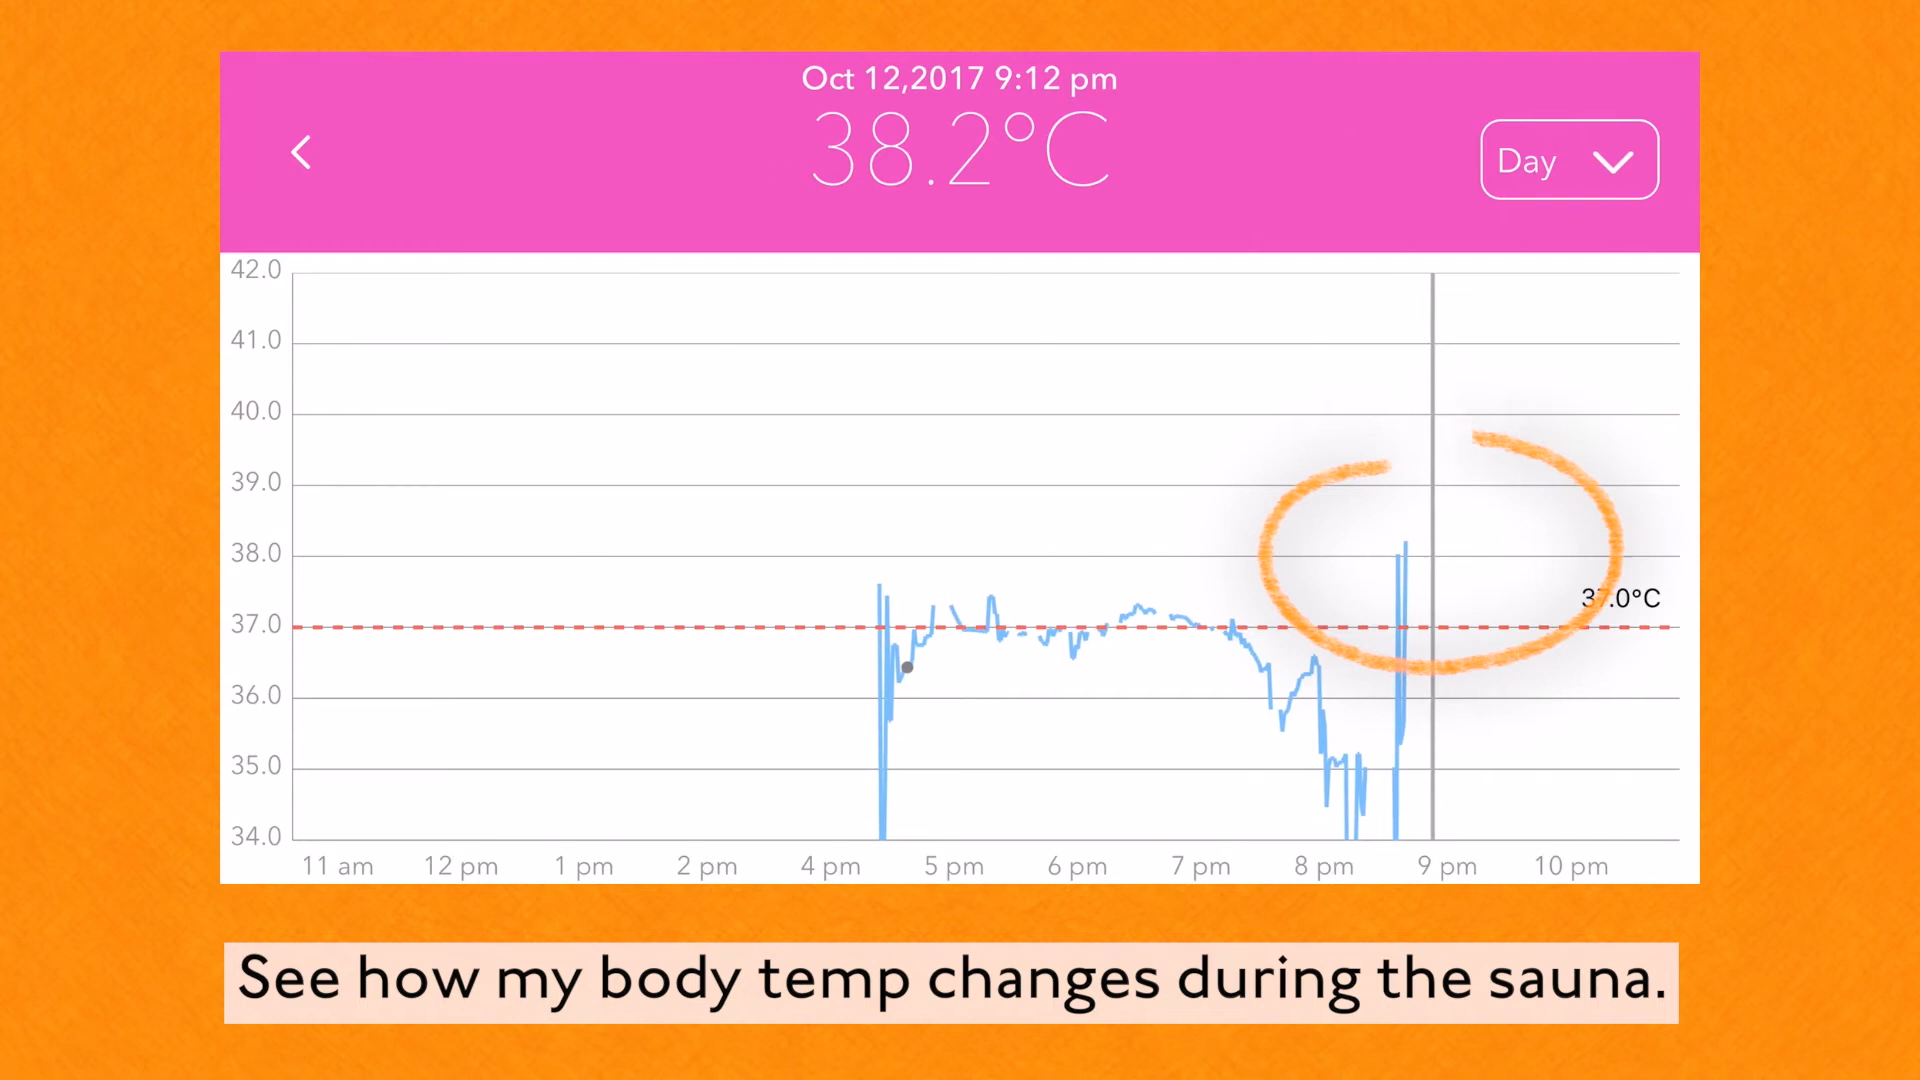 Oct 12,2017 9:12 pm
38.2°C
Day
42.0
41.0
40.0
39.0
38.0
37.0°C
37.0
36.0
35.0
34.0
11 am 12 pm 1 pm 2 pm 4 pm 5 pm 6 pm 7 pm 8 pm 9 pm 10 pm
See how my body temp changes during the sauna.